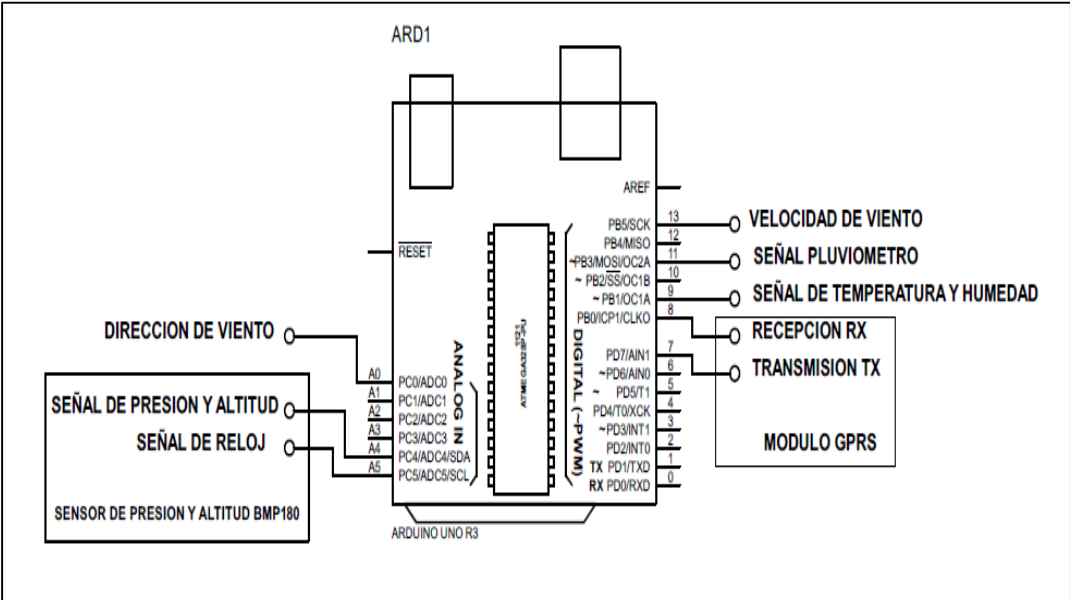 ARD1
AREF
RESET
PB5/SCK 13
PB4/MISO 12
~PB3/MOSI/OC2A 11
~ PB2/SS/OC1B 10
~ PB1/OC1A 9
PB0/ICP1/CLKO 8
PD7/AIN1 7
~PD6/AIN0 6
~ PD5/T1 5
PD4/T0/XCK 4
~PD3/INT1 3
PD2/INT0 2
TX PD1/TXD 1
RX PD0/RXD 0
VELOCIDAD DE VIENTO
SEÑAL PLUVIOMETRO
SEÑAL DE TEMPERATURA Y HUMEDAD
RECEPCION RX
TRANSMISION TX
MODULO GPRS
DIRECCION DE VIENTO
SEÑAL DE PRESION Y ALTITUD
SEÑAL DE RELOJ
SENSOR DE PRESION Y ALTITUD BMP180
A0 PC0/ADC0
A1 PC1/ADC1
A2 PC2/ADC2
A3 PC3/ADC3
A4 PC4/ADC4/SDA
A5 PC5/ADC5/SCL
ANALOG IN
DIGITAL (~PWM)
1121
ARDUINO UNO R3